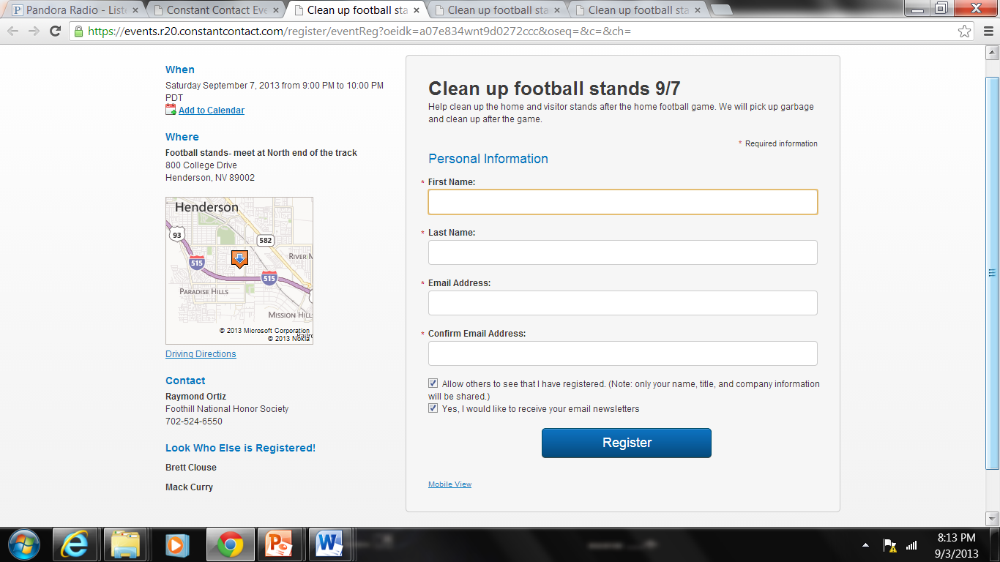 Pandora Radio - Liste
Constant Contact Eve
Clean up football sta
Clean up football sta
Clean up football sta
https://events.r20.constantcontact.com/register/eventReg?oeidk=a07e834wnt9d0272ccc&oseq=&c=&ch=
When
Saturday September 7, 2013 from 9:00 PM to 10:00 PM
PDT
Add to Calendar
Where
Football stands- meet at North end of the track
800 College Drive
Henderson, NV 89002
Henderson
93
582
515
RIVER M
515
PARADISE HILLS
MISSION HILLS
© 2013 Microsoft Corporation
© 2013 Nokia
Driving Directions
Contact
Raymond Ortiz
Foothill National Honor Society
702-524-6550
Look Who Else is Registered!
Brett Clouse
Mack Curry
Clean up football stands 9/7
Help clean up the home and visitor stands after the home football game. We will pick up garbage
and clean up after the game.
* Required information
Personal Information
* First Name:
* Last Name:
* Email Address:
* Confirm Email Address:
Allow others to see that I have registered. (Note: only your name, title, and company information
will be shared.)
Yes, I would like to receive your email newsletters
Register
Mobile View
8:13 PM
9/3/2013